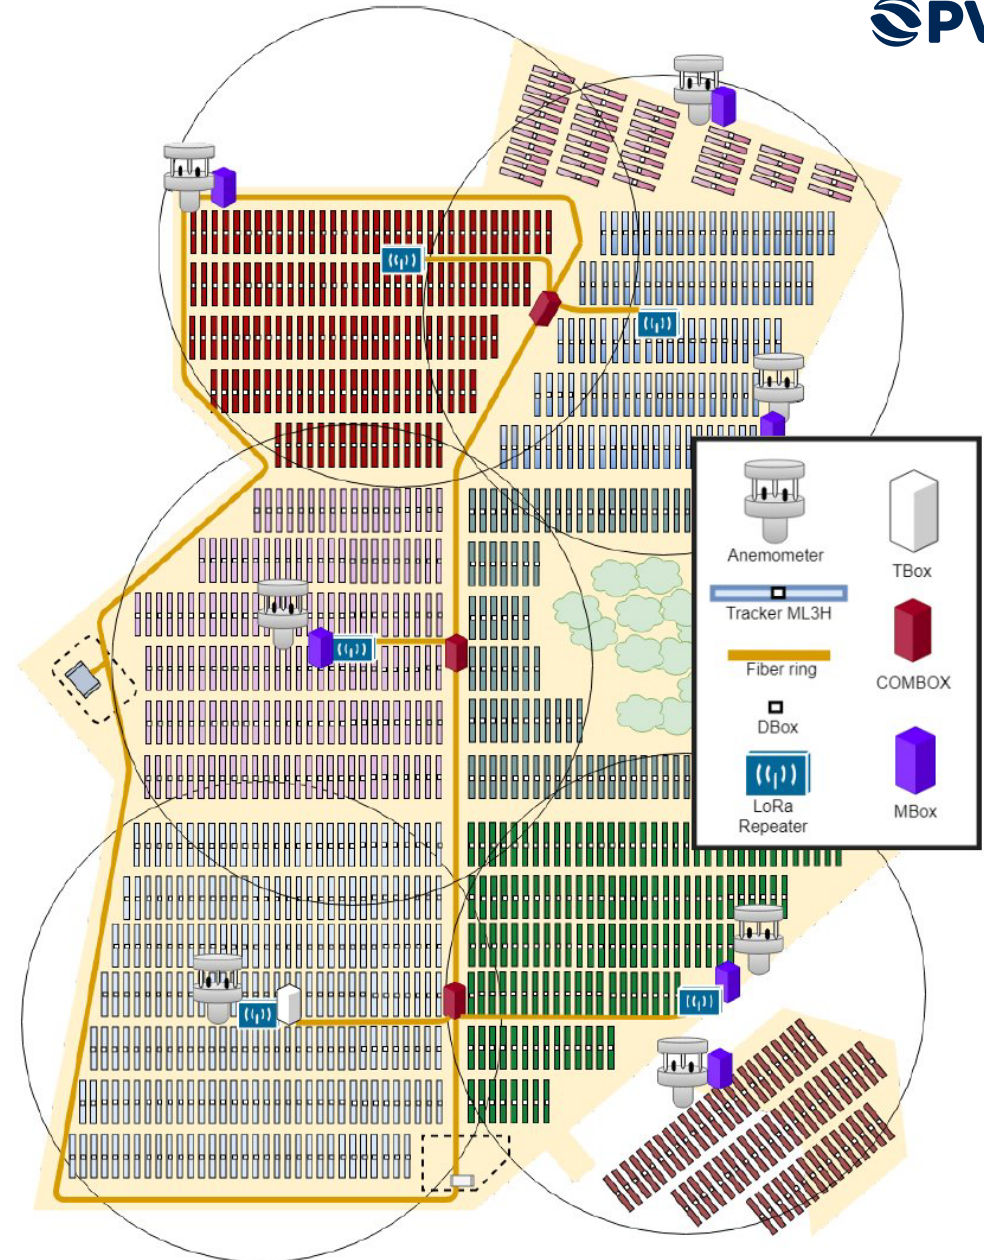 PV
Anemometer
TBox
Tracker ML3H
Fiber ring
COMBOX
DBox
LoRa
Repeater
MBox